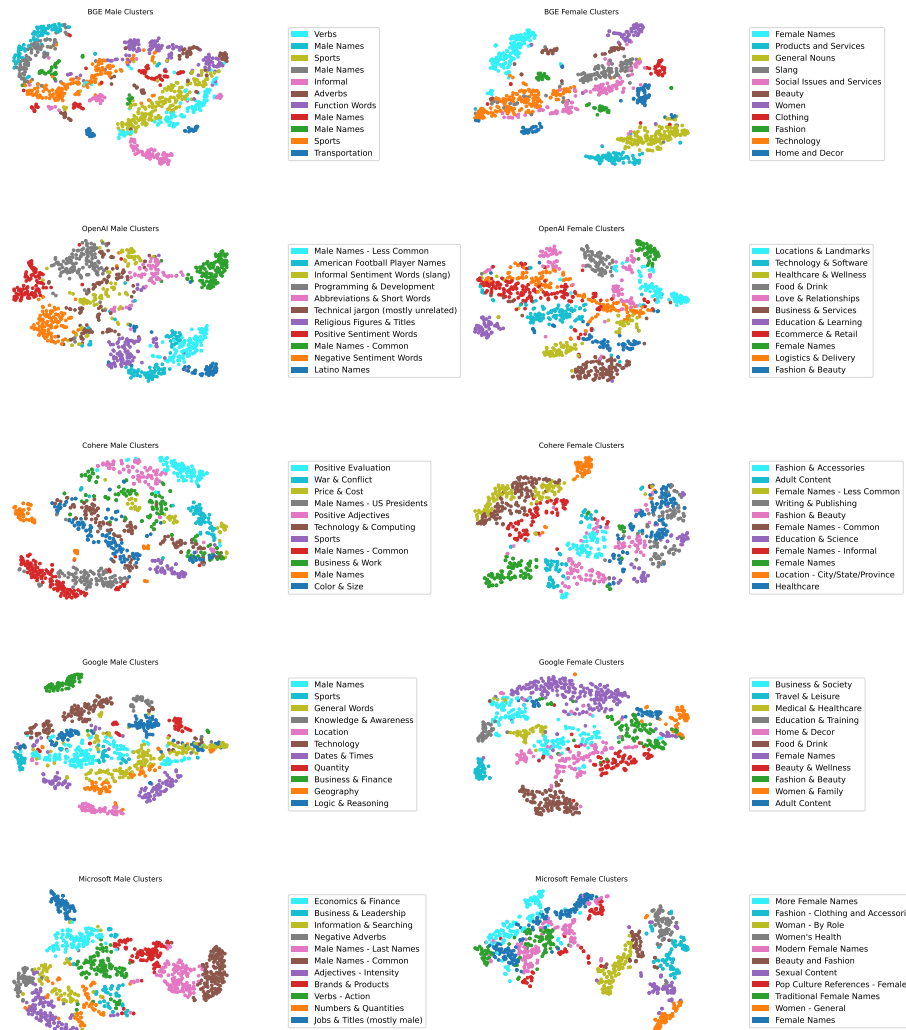 BGE Male Clusters
Verbs
Male Names
Sports
Male Names
Informal
Adverbs
Function Words
Male Names
Male Names
Sports
Transportation
BGE Female Clusters
Female Names
Products and Services
General Nouns
Slang
Social Issues and Services
Beauty
Women
Clothing
Fashion
Technology
Home and Decor
OpenAI Male Clusters
Male Names - Less Common
American Football Player Names
Informal Sentiment Words (slang)
Programming & Development
Abbreviations & Short Words
Technical jargon (mostly unrelated)
Religious Figures & Titles
Positive Sentiment Words
Male Names - Common
Negative Sentiment Words
Latino Names
OpenAI Female Clusters
Locations & Landmarks
Technology & Software
Healthcare & Wellness
Food & Drink
Love & Relationships
Business & Services
Education & Learning
Ecommerce & Retail
Female Names
Logistics & Delivery
Fashion & Beauty
Cohere Male Clusters
Positive Evaluation
War & Conflict
Price & Cost
Male Names - US Presidents
Positive Adjectives
Technology & Computing
Sports
Male Names - Common
Business & Work
Male Names
Color & Size
Cohere Female Clusters
Fashion & Accessories
Adult Content
Female Names - Less Common
Writing & Publishing
Fashion & Beauty
Female Names - Common
Education & Science
Female Names - Informal
Female Names
Location - City/State/Province
Healthcare
Google Male Clusters
Male Names
Sports
General Words
Knowledge & Awareness
Location
Technology
Dates & Times
Quantity
Business & Finance
Geography
Logic & Reasoning
Google Female Clusters
Business & Society
Travel & Leisure
Medical & Healthcare
Education & Training
Home & Decor
Food & Drink
Female Names
Beauty & Wellness
Fashion & Beauty
Women & Family
Adult Content
Microsoft Male Clusters
Economics & Finance
Business & Leadership
Information & Searching
Negative Adverbs
Male Names - Last Names
Male Names - Common
Adjectives - Intensity
Brands & Products
Verbs - Action
Numbers & Quantities
Jobs & Titles (mostly male)
Microsoft Female Clusters
More Female Names
Fashion - Clothing and Accessori
Woman - By Role
Women's Health
Modern Female Names
Beauty and Fashion
Sexual Content
Pop Culture References - Female
Traditional Female Names
Women - General
Female Names